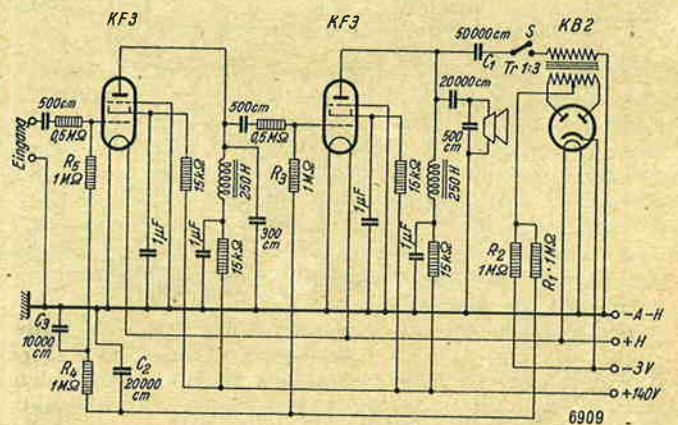 KF3
KF3
KB2
50000cm
S
C1
Tr 1:3
20000cm
500cm
500cm
0,5MΩ
Eingang
R5
1MΩ
15kΩ
250H
1µF
1µF
300
cm
15kΩ
500cm
0,5MΩ
R3
1MΩ
15kΩ
250H
1µF
1µF
15kΩ
R2
1MΩ
R1·1MΩ
-A-H
+H
-3V
+140V
C3
10000
cm
R4
1MΩ
C2
20000
cm
6909